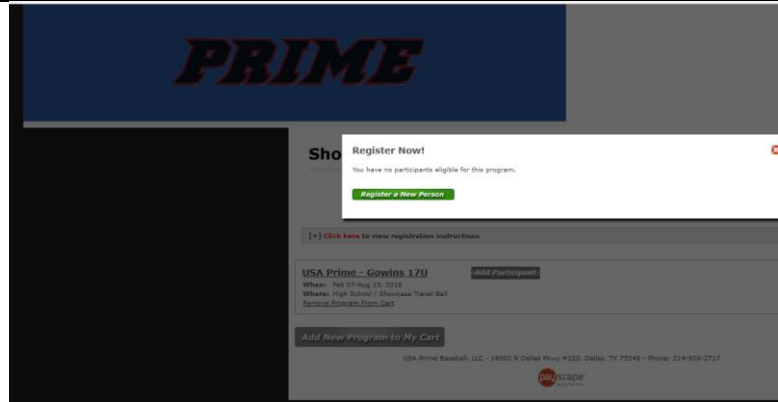 PRIME
Sho
Register Now!
You have no participants eligible for this program.
Register a New Person
[+] Click here to view registration instructions
USA Prime - Gowins 17U
Add Participant
When: Feb 07-Aug 15, 2018
Where: High School / Showcase Travel Ball
Remove Program From Cart
Add New Program to My Cart
USA Prime Baseball, LLC - 16000 N Dallas Pkwy #220, Dallas, TX 75248 - Phone: 214-926-2717
payscape